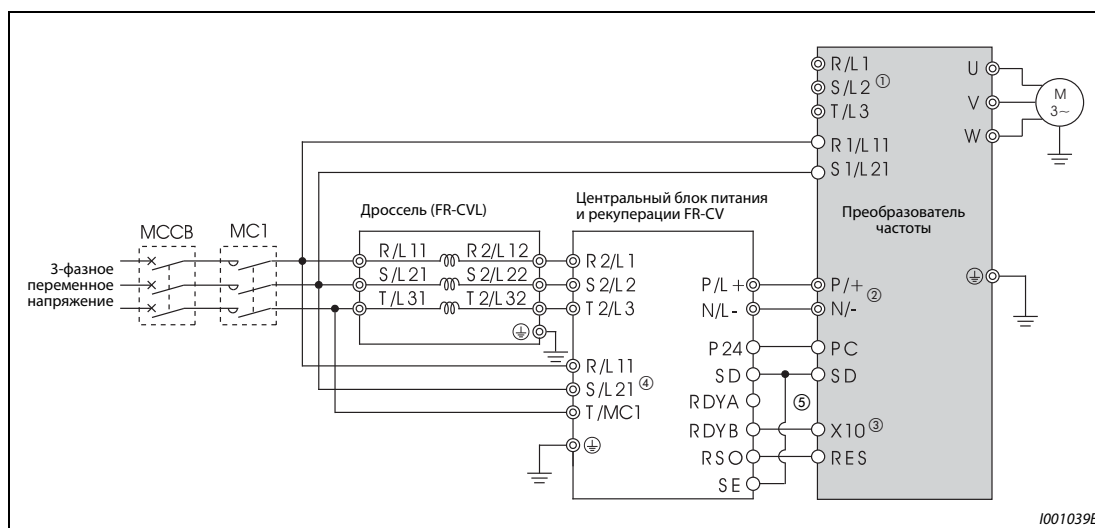 R/L1
S/L2 ①
T/L3
R1/L11
S1/L21
U
V
W
M
3~
Преобразователь
частоты
Центральный блок питания
и рекуперации FR-CV
Дроссель (FR-CVL)
MCCB
MC1
3-фазное
переменное
напряжение
R/L11 R2/L12
S/L21 S2/L22
T/L31 T2/L32
R2/L1
S2/L2
T2/L3
R/L11
S/L21 ④
T/MC1
P/L+
N/L-
P24
SD
RDYA
RDYB
RSO
SE
⑤
P/+
N/- ②
PC
SD
X10 ③
RES
I001039E